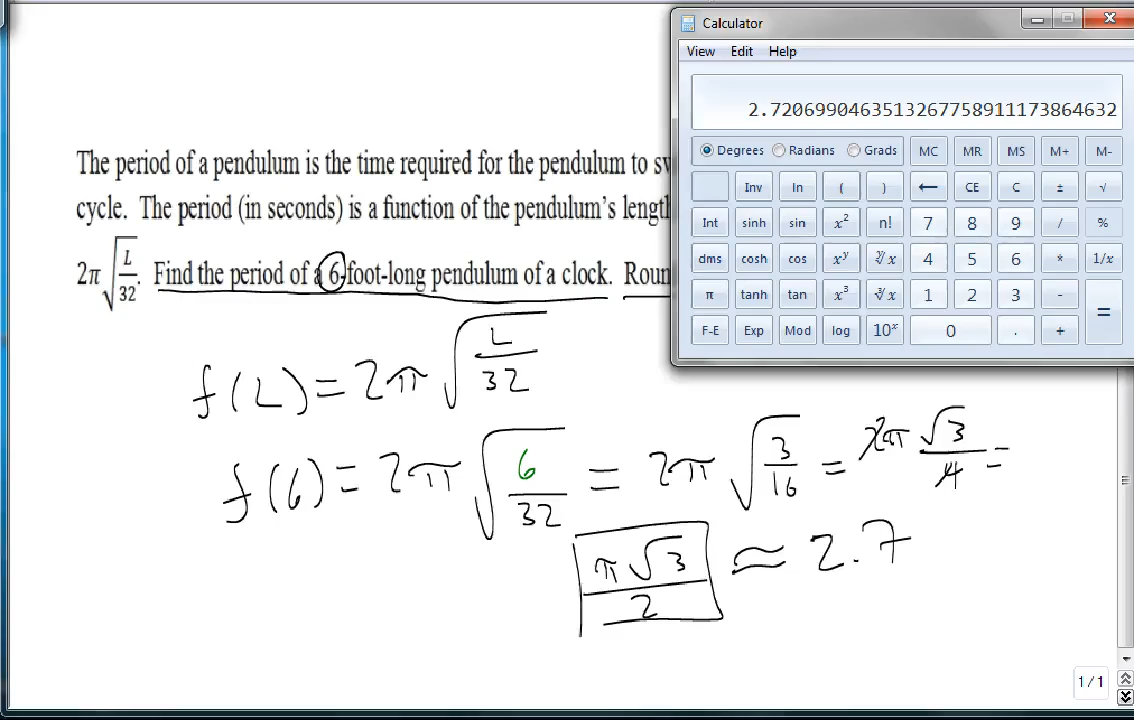 Calculator
View Edit Help
2.7206990463513267758911173864632
Degrees Radians Grads MC MR MS M+ M-
Inv ln ( ) ← CE C ± √
Int sinh sin x² n! 7 8 9 / %
dms cosh cos xʸ ʸ√x 4 5 6 * 1/x
π tanh tan x³ ³√x 1 2 3 - =
F-E Exp Mod log 10ˣ 0 . +
The period of a pendulum is the time required for the pendulum to
cycle. The period (in seconds) is a function of the pendulum's
2π√(L/32). Find the period of a 6-foot-long pendulum of a clock.
f(L) = 2π√(L/32)
f(6) = 2π√(6/32) = 2π√(3/16) = 2π √3/4 =
π√3/2 ≈ 2.7
1/1